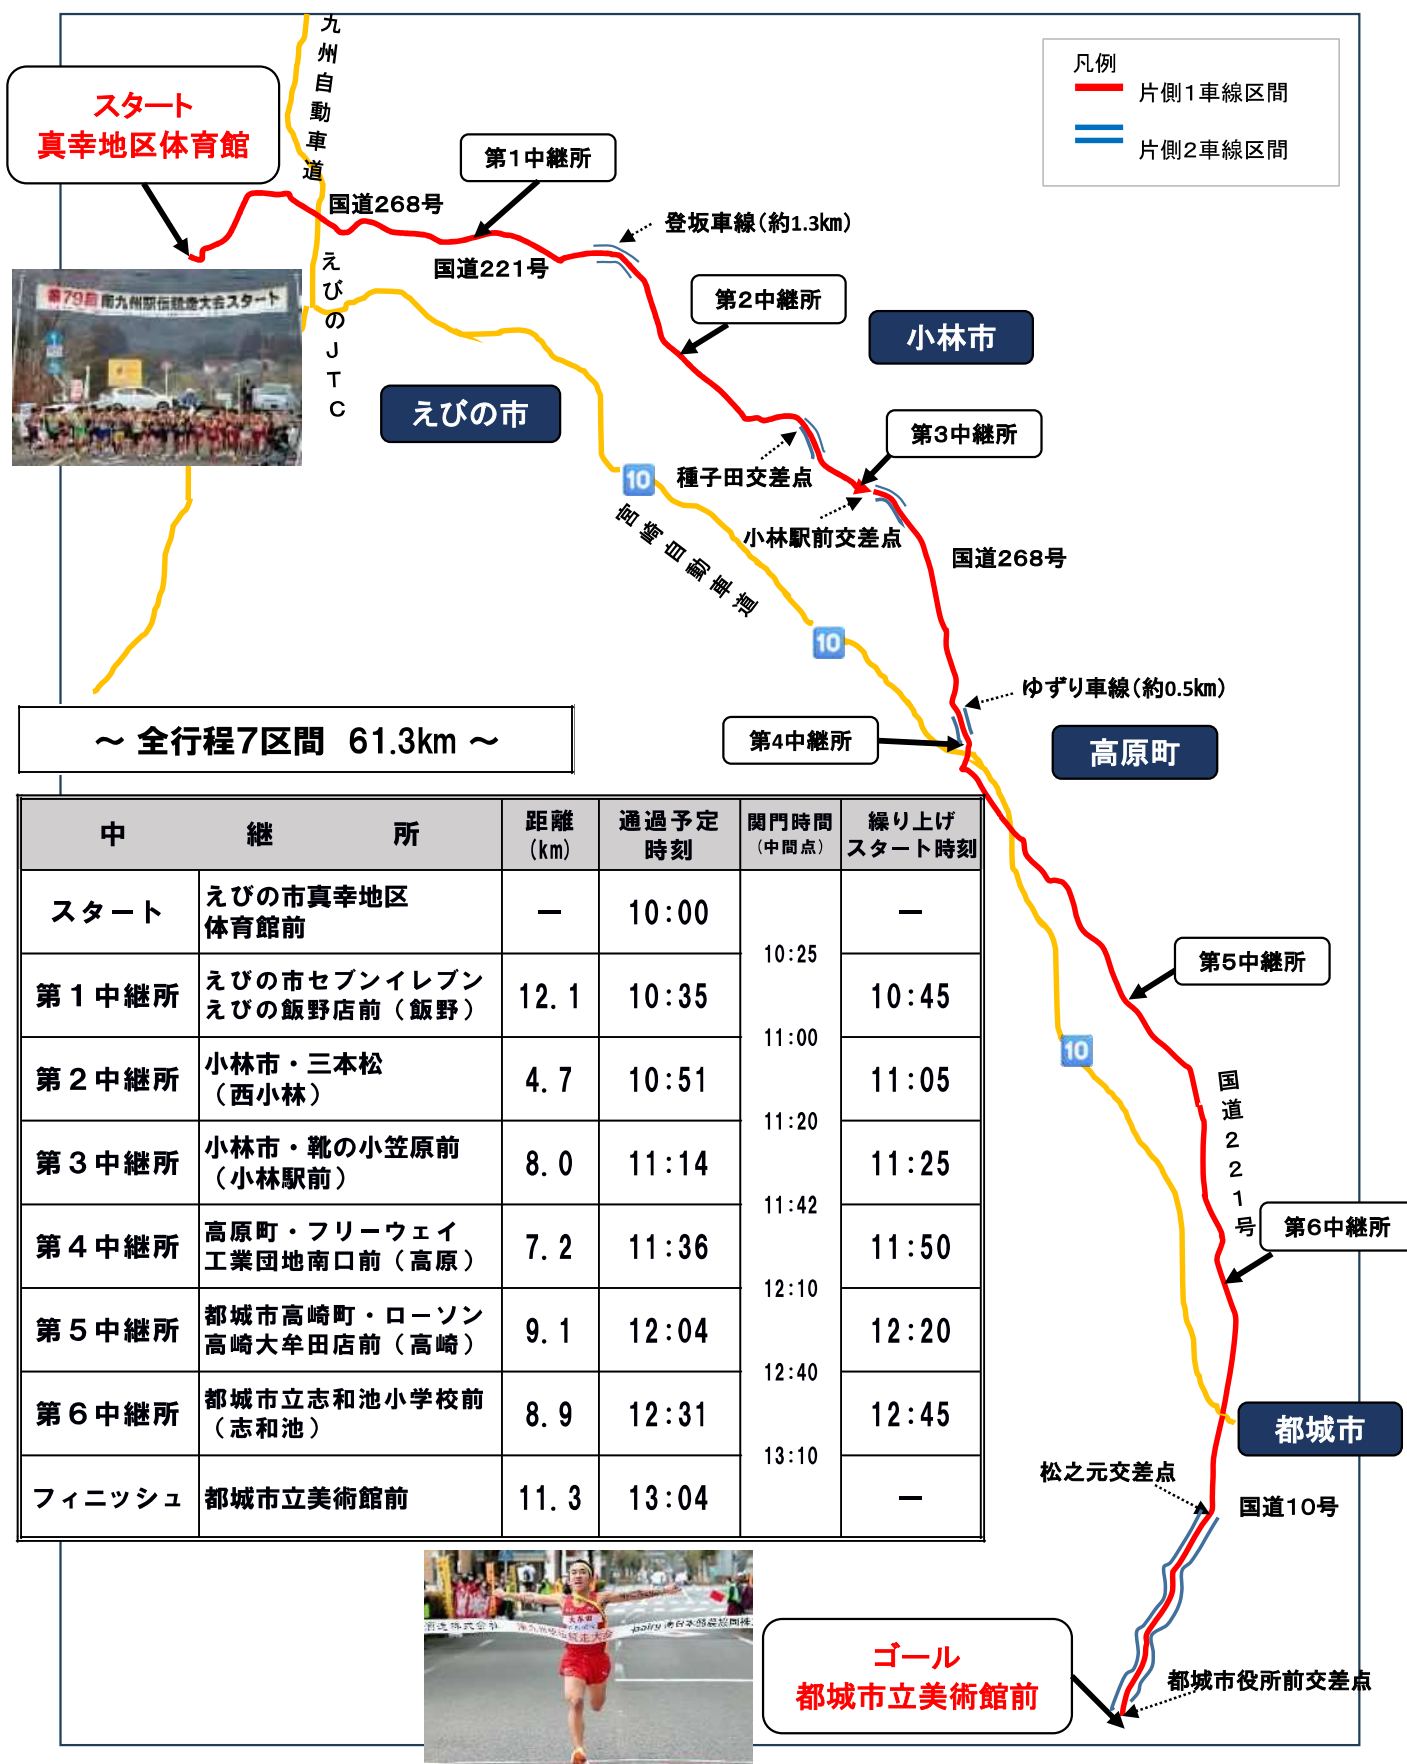 九州自動車道
凡例
片側1車線区間
片側2車線区間
スタート
真幸地区体育館
第1中継所
国道268号
登坂車線(約1.3km)
国道221号
えびのJTC
第79回 南九州駅伝競走大会スタート
第2中継所
小林市
えびの市
第3中継所
種子田交差点
10
宮崎自動車道
小林駅前交差点
国道268号
10
ゆずり車線(約0.5km)
第4中継所
高原町
～ 全行程7区間 61.3km ～
中 継 所
距離
(km)
通過予定
時刻
関門時間
(中間点)
繰り上げ
スタート時刻
スタート
えびの市真幸地区
体育館前
－
10:00
－
10:25
第1中継所
えびの市セブンイレブン
えびの飯野店前(飯野)
12.1
10:35
10:45
11:00
第2中継所
小林市・三本松
(西小林)
4.7
10:51
11:05
11:20
第3中継所
小林市・靴の小笠原前
(小林駅前)
8.0
11:14
11:25
11:42
第4中継所
高原町・フリーウェイ
工業団地南口前(高原)
7.2
11:36
11:50
12:10
第5中継所
都城市高崎町・ローソン
高崎大牟田店前(高崎)
9.1
12:04
12:20
12:40
第6中継所
都城市立志和池小学校前
(志和池)
8.9
12:31
12:45
13:10
フィニッシュ
都城市立美術館前
11.3
13:04
－
第5中継所
10
国道221号
第6中継所
都城市
松之元交差点
国道10号
ゴール
都城市立美術館前
都城市役所前交差点